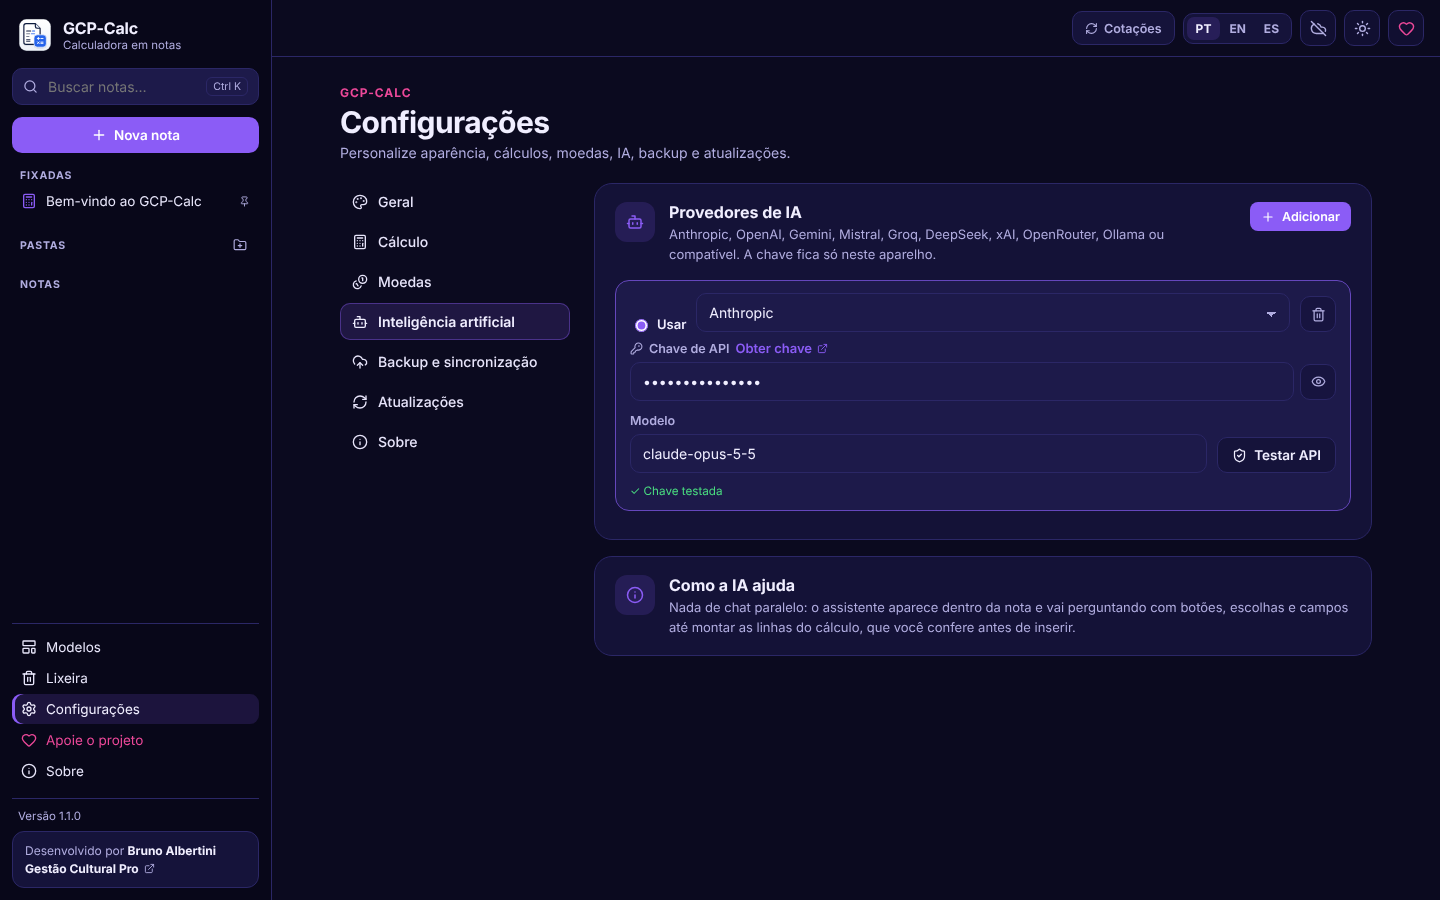 GCP-Calc
Calculadora em notas
Buscar notas...
Ctrl K
Nova nota
FIXADAS
Bem-vindo ao GCP-Calc
PASTAS
NOTAS
Modelos
Lixeira
Configurações
Apoie o projeto
Sobre
Versão 1.1.0
Desenvolvido por Bruno Albertini
Gestão Cultural Pro
Cotações
PT EN ES
GCP-CALC
Configurações
Personalize aparência, cálculos, moedas, IA, backup e atualizações.
Geral
Cálculo
Moedas
Inteligência artificial
Backup e sincronização
Atualizações
Sobre
Provedores de IA
Anthropic, OpenAI, Gemini, Mistral, Groq, DeepSeek, xAI, OpenRouter, Ollama ou
compatível. A chave fica só neste aparelho.
Adicionar
Usar
Anthropic
Chave de API Obter chave
•••••••••••••••
Modelo
claude-opus-5-5
Testar API
✓ Chave testada
Como a IA ajuda
Nada de chat paralelo: o assistente aparece dentro da nota e vai perguntando com botões, escolhas e campos
até montar as linhas do cálculo, que você confere antes de inserir.